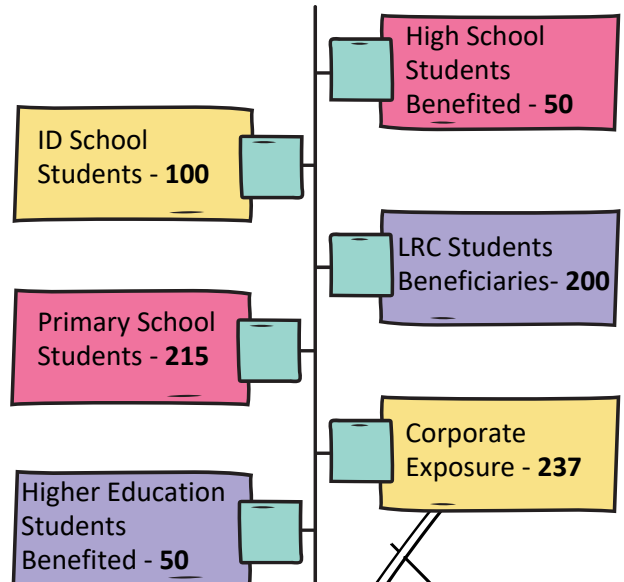 High School
Students
Benefited - 50
ID School
Students - 100
LRC Students
Beneficiaries- 200
Primary School
Students - 215
Corporate
Exposure - 237
Higher Education
Students
Benefited - 50